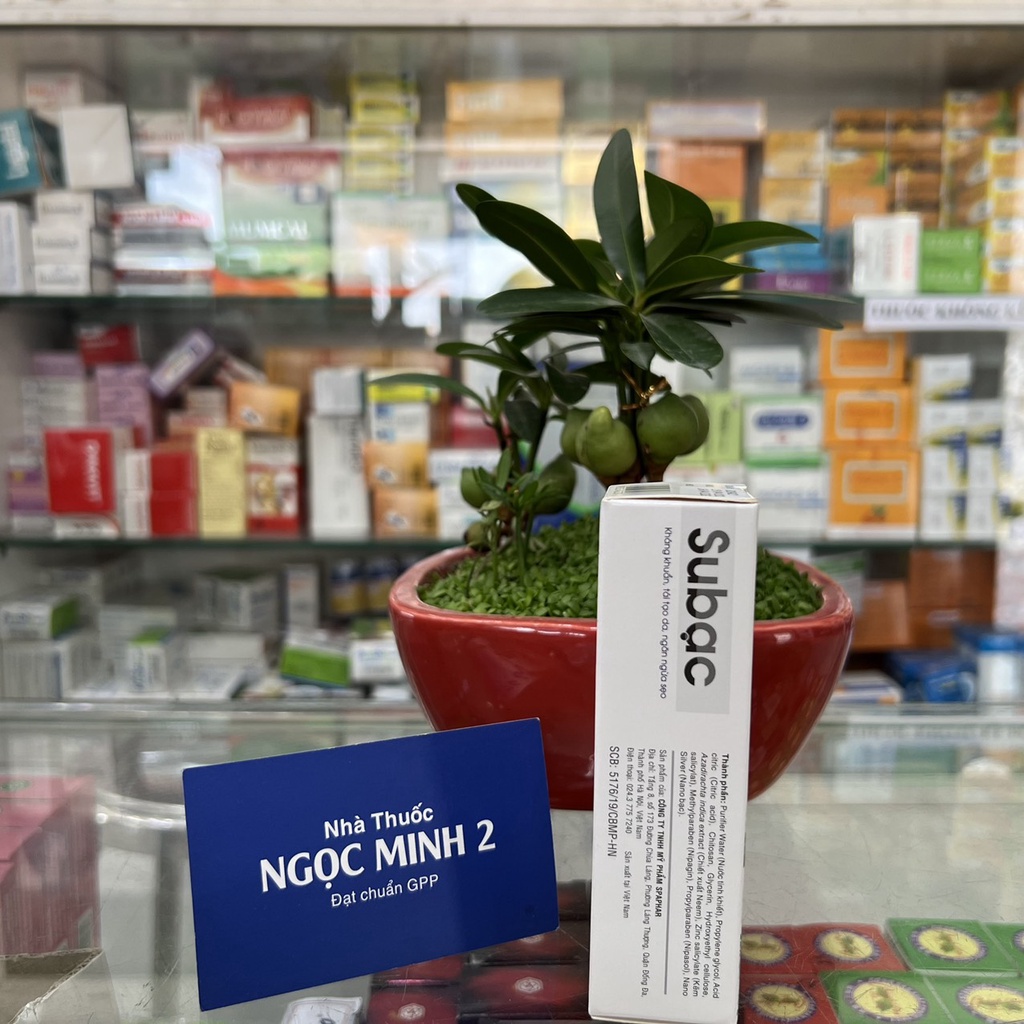 THUỐC KHÔNG
Subạc
Kháng khuẩn, tái tạo da, ngăn ngừa sẹo
Thành phần: Purifier Water (Nước tinh khiết), Propylene glycol, Acid
citric (Citric acid), Chitosan, Glycerin, Hydroxyethyl cellulose,
Azadirachta indica extract (Chiết xuất Neem), Zinc salicylate (Kẽm
salicylat), Methylparaben (Nipagin), Propylparaben (Nipasol), Nano
Silver (Nano bạc).
Sản phẩm của: CÔNG TY TNHH MỸ PHẨM SPAPHAR
Địa chỉ: Tầng 8, số 173 Đường Chùa Láng, Phường Láng Thượng, Quận Đống Đa,
Thành phố Hà Nội, Việt Nam
Điện thoại: 024 3 775 7240 Sản xuất tại Việt Nam
SCB: 5176/19/CBMP-HN
Nhà Thuốc
NGỌC MINH 2
Đạt chuẩn GPP